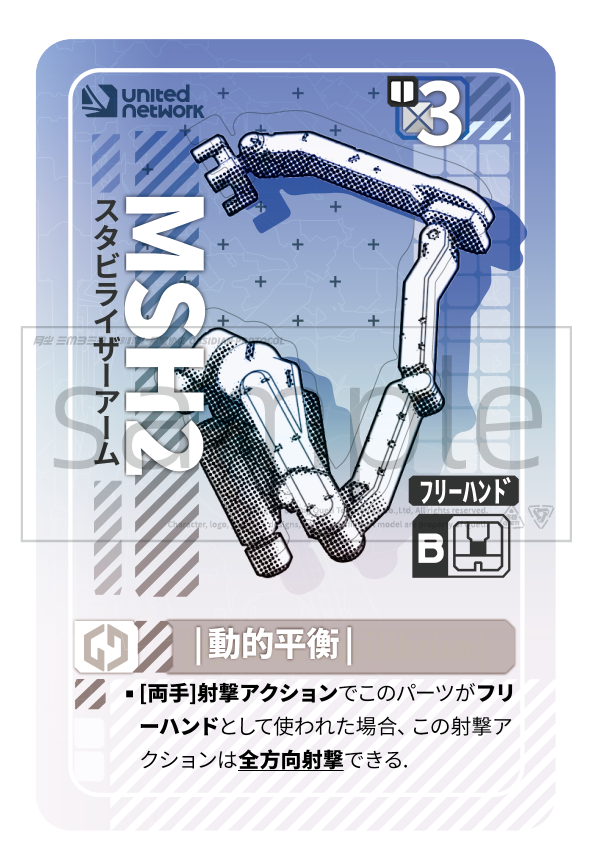 United
Network
3
MSH2
スタビライザーアーム
sample
フリーハンド
B
|動的平衡|
▪ [両手]射撃アクションでこのパーツがフリ
ーハンドとして使われた場合、この射撃ア
クションは全方向射撃できる.